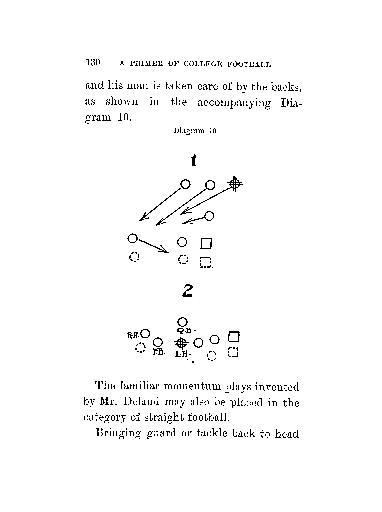 130 A PRIMER OF COLLEGE FOOTBALL
and his man is taken care of by the backs,
as shown in the accompanying Dia-
gram 10.
Diagram 10
1
2
Q.B.
R.H.
F.B. L.H.
The familiar momentum plays invented
by Mr. Deland may also be placed in the
category of straight football.
Bringing guard or tackle back to head